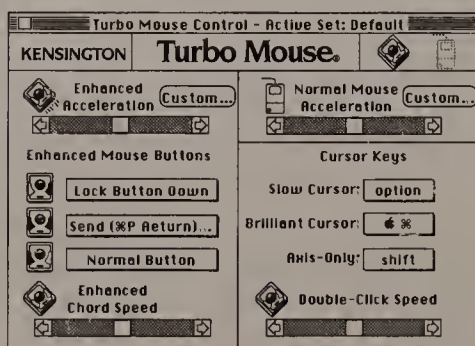 Turbo Mouse Control - Active Set: Default
KENSINGTON Turbo Mouse®
Enhanced
Acceleration
Custom...
Normal Mouse
Acceleration
Custom...
Enhanced Mouse Buttons
Lock Button Down
Send (⌘P Return)...
Normal Button
Enhanced
Chord Speed
Cursor Keys
Slow Cursor: option
Brilliant Cursor:  ⌘
Axis-Only: shift
Double-Click Speed